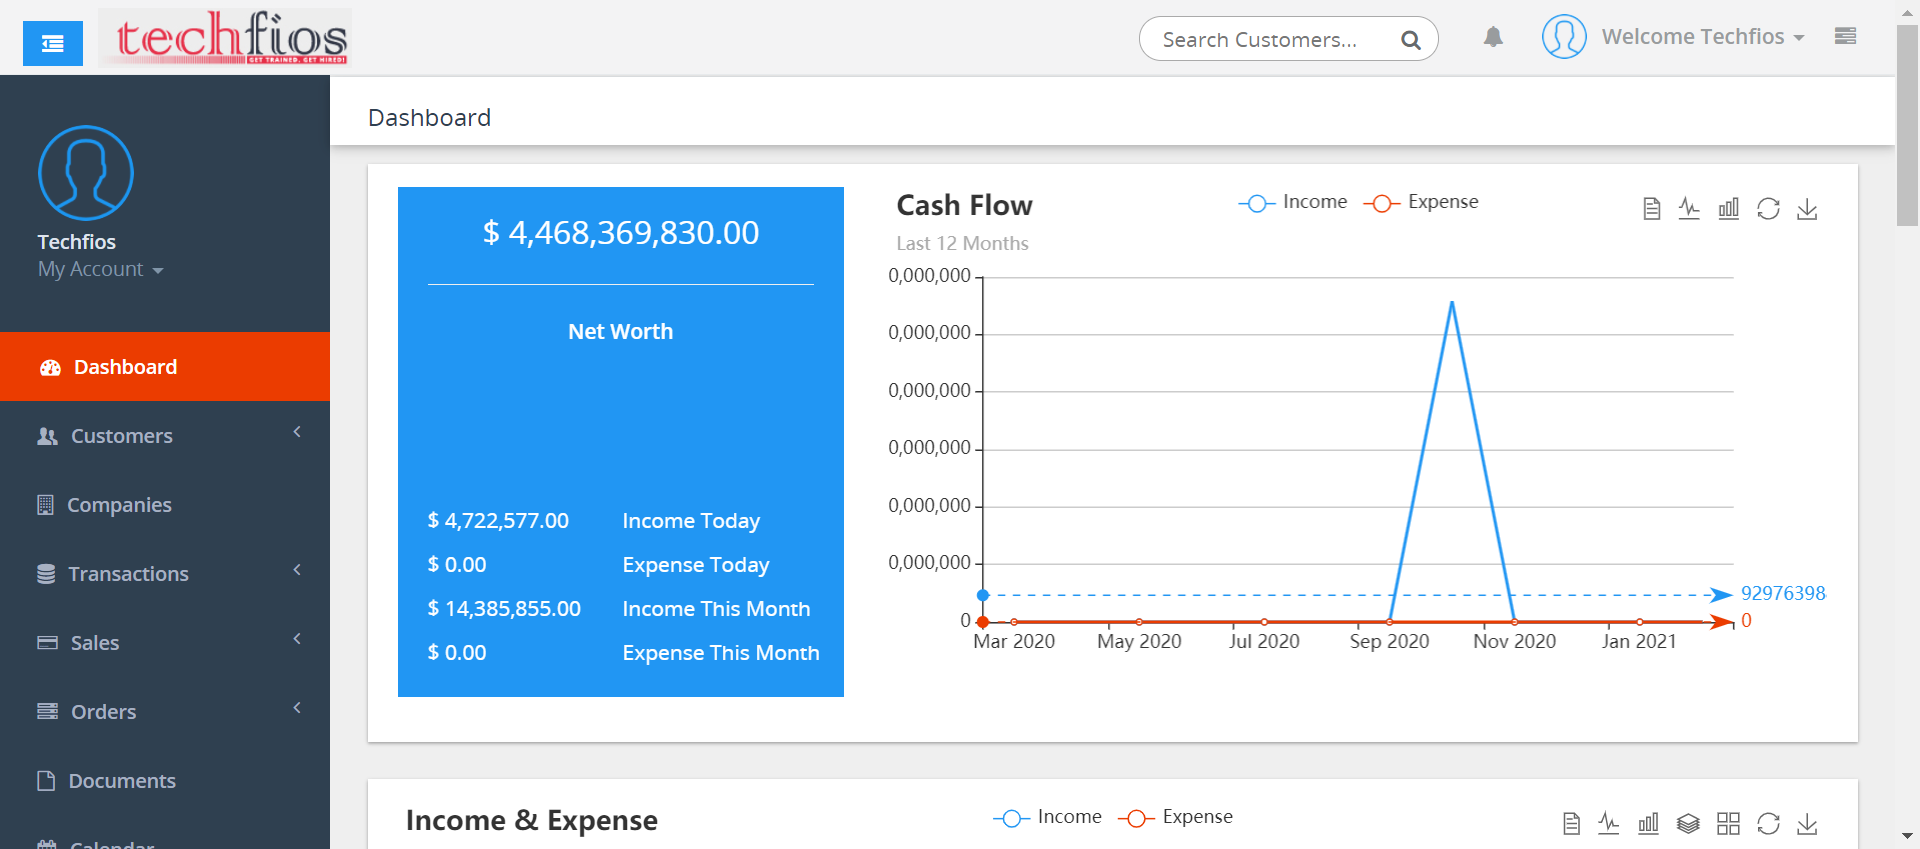 techfios
GET TRAINED. GET HIRED!
Search Customers...
Welcome Techfios
Techfios
My Account
Dashboard
Customers
Companies
Transactions
Sales
Orders
Documents
Calendar
Dashboard
$ 4,468,369,830.00
Net Worth
$ 4,722,577.00 Income Today
$ 0.00 Expense Today
$ 14,385,855.00 Income This Month
$ 0.00 Expense This Month
Cash Flow
Last 12 Months
Income Expense
0,000,000
0,000,000
0,000,000
0,000,000
0,000,000
0,000,000
0
92976398
0
Mar 2020 May 2020 Jul 2020 Sep 2020 Nov 2020 Jan 2021
Income & Expense
Income Expense